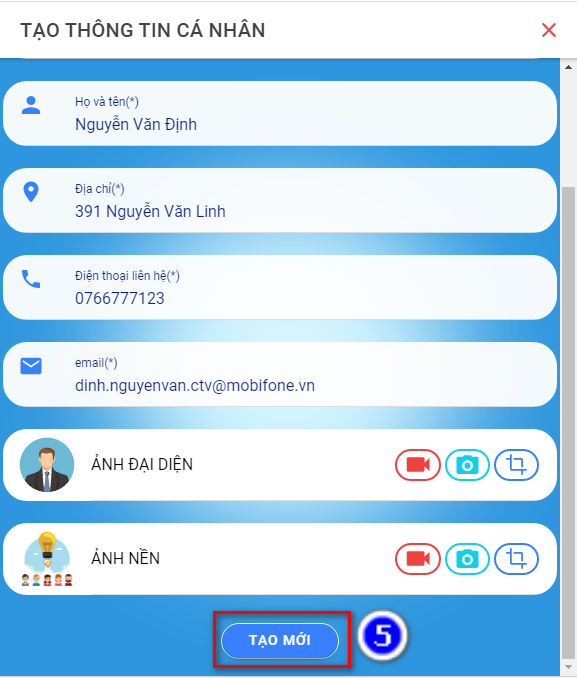 TẠO THÔNG TIN CÁ NHÂN
Họ và tên(*)
Nguyễn Văn Định
Địa chỉ(*)
391 Nguyễn Văn Linh
Điện thoại liên hệ(*)
0766777123
email(*)
dinh.nguyenvan.ctv@mobifone.vn
ẢNH ĐẠI DIỆN
ẢNH NỀN
TẠO MỚI
5